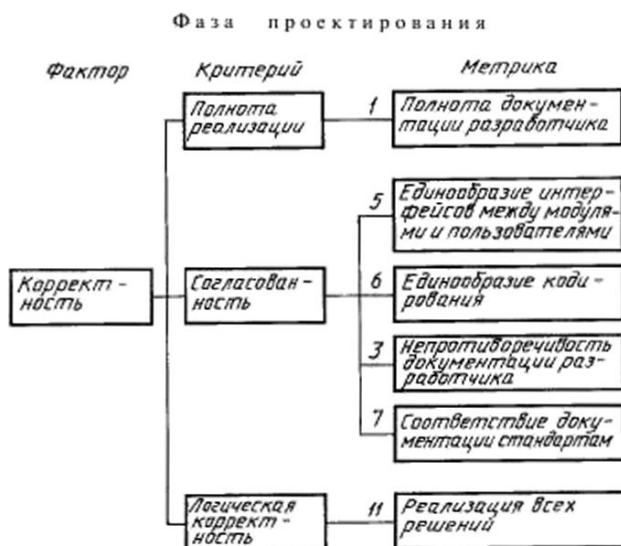 Фаза проектирования
Фактор Критерий Метрика
Полнота
реализации
1
Полнота докумен-
тации разработчика
5
Единообразие интер-
фейсов между модуля-
ми и пользователями
Коррект-
ность
Согласован-
ность
6
Единообразие коди-
рования
3
Непротиворечивость
документации раз-
работчика
7
Соответствие доку-
ментации стандартам
Логическая
коррект-
ность
11
Реализация всех
решений